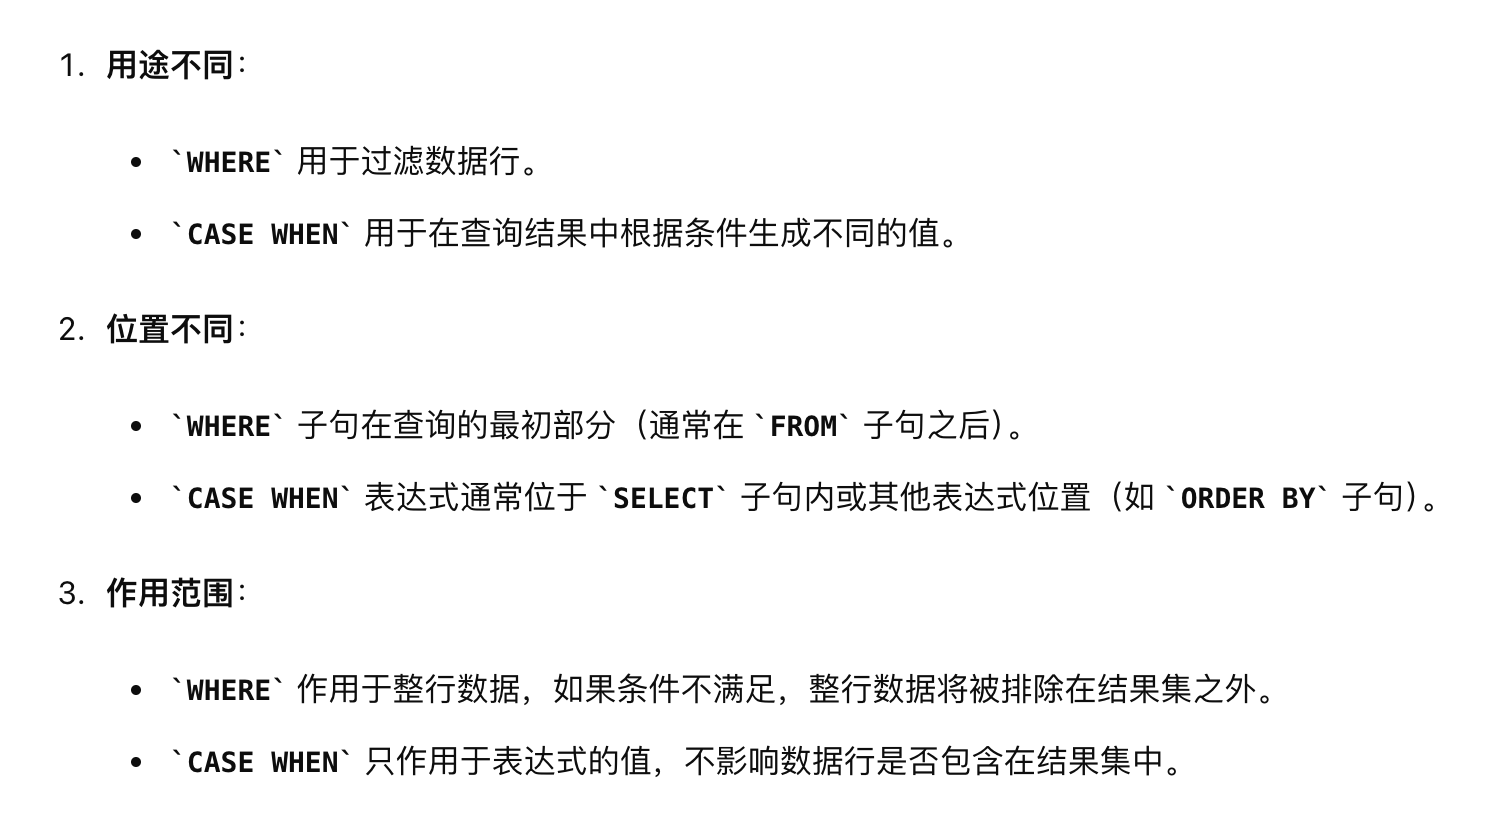 1. 用途不同：
• `WHERE` 用于过滤数据行。
• `CASE WHEN` 用于在查询结果中根据条件生成不同的值。
2. 位置不同：
• `WHERE` 子句在查询的最初部分（通常在 `FROM` 子句之后）。
• `CASE WHEN` 表达式通常位于 `SELECT` 子句内或其他表达式位置（如 `ORDER BY` 子句）。
3. 作用范围：
• `WHERE` 作用于整行数据，如果条件不满足，整行数据将被排除在结果集之外。
• `CASE WHEN` 只作用于表达式的值，不影响数据行是否包含在结果集中。